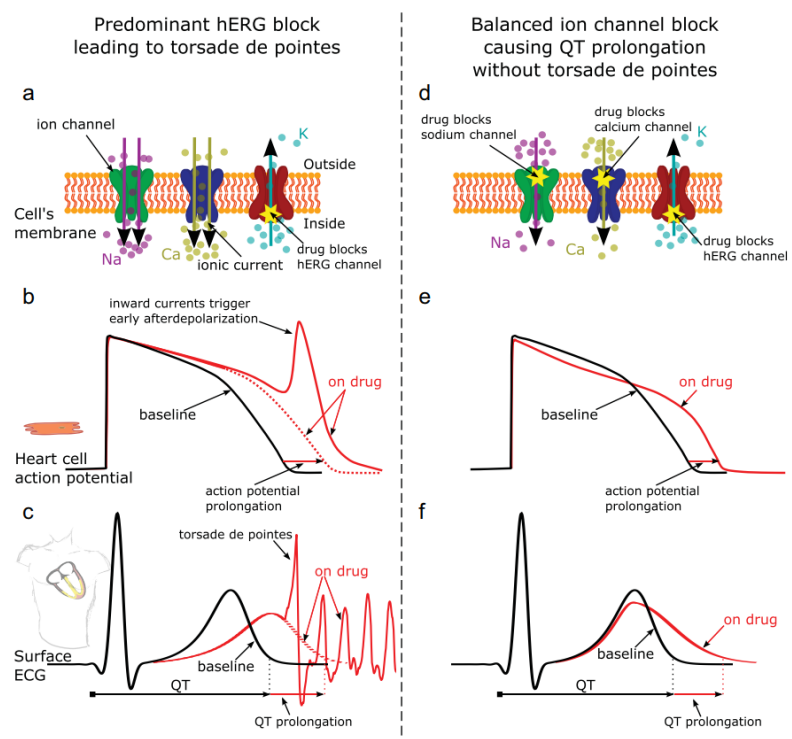 Predominant hERG block
leading to torsade de pointes
a
ion channel
K
Outside
Cell's
membrane
Inside
Na
Ca
ionic current
drug blocks
hERG channel
b
inward currents trigger
early afterdepolarization
on drug
baseline
Heart cell
action potential
action potential
prolongation
c
torsade de pointes
on drug
baseline
Surface
ECG
QT
QT prolongation
Balanced ion channel block
causing QT prolongation
without torsade de pointes
d
drug blocks
sodium channel
drug blocks
calcium channel
K
Na
Ca
drug blocks
hERG channel
e
on drug
baseline
action potential
prolongation
f
on drug
baseline
QT
QT prolongation